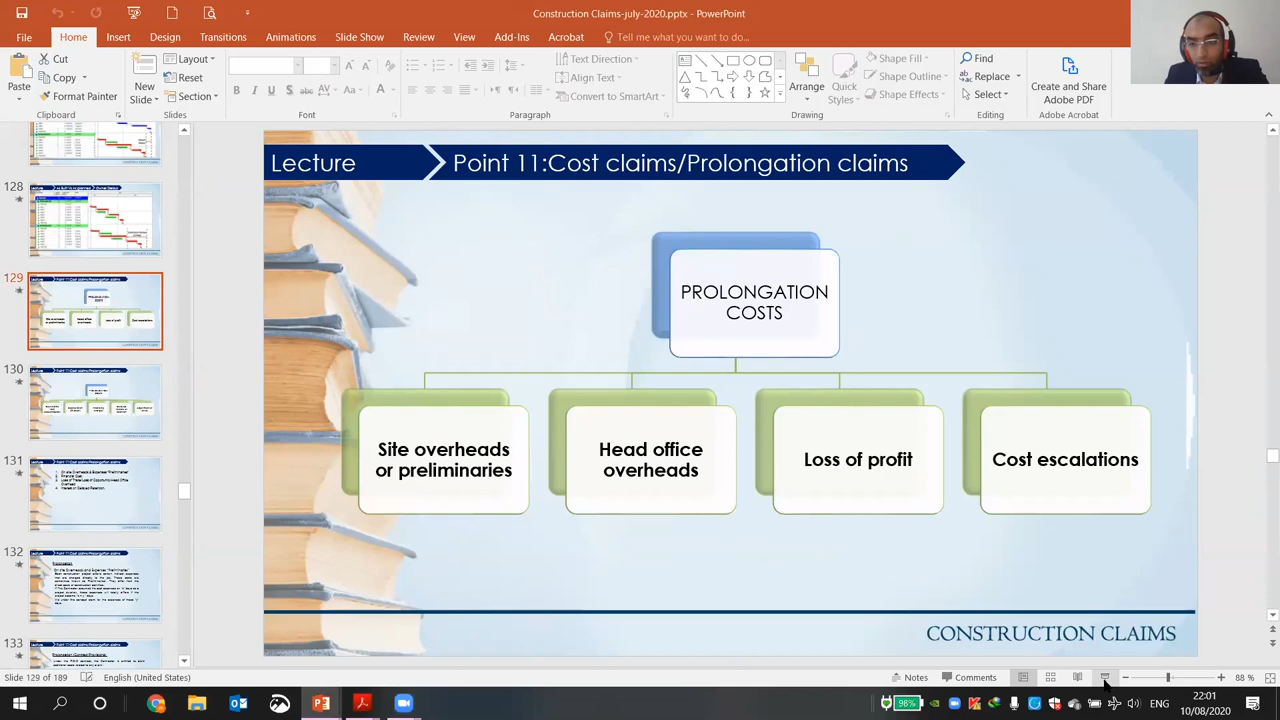 Construction Claims-july-2020.pptx - PowerPoint
File Home Insert Design Transitions Animations Slide Show Review View Add-Ins Acrobat Tell me what you want to do...
Paste
Cut
Copy
Format Painter
Clipboard
New
Slide
Layout
Reset
Section
Slides
B I U S abc AV Aa A
Font
Text Direction
Align Text
Convert to SmartArt
Paragraph
Arrange
Quick
Styles
Shape Fill
Shape Outline
Shape Effects
Drawing
Find
Replace
Select
Editing
Create and Share
Adobe PDF
Adobe Acrobat
128
129
130
131
132
133
Lecture Point 11:Cost claims/Prolongation claims
PROLONGATION
COSTS
Site overheads
or preliminaries
Head office
overheads
Loss of profit
Cost escalations
CONSTRUCTION CLAIMS
Slide 129 of 189 English (United States) Notes Comments 88 %
98% ENG
22:01
10/08/2020